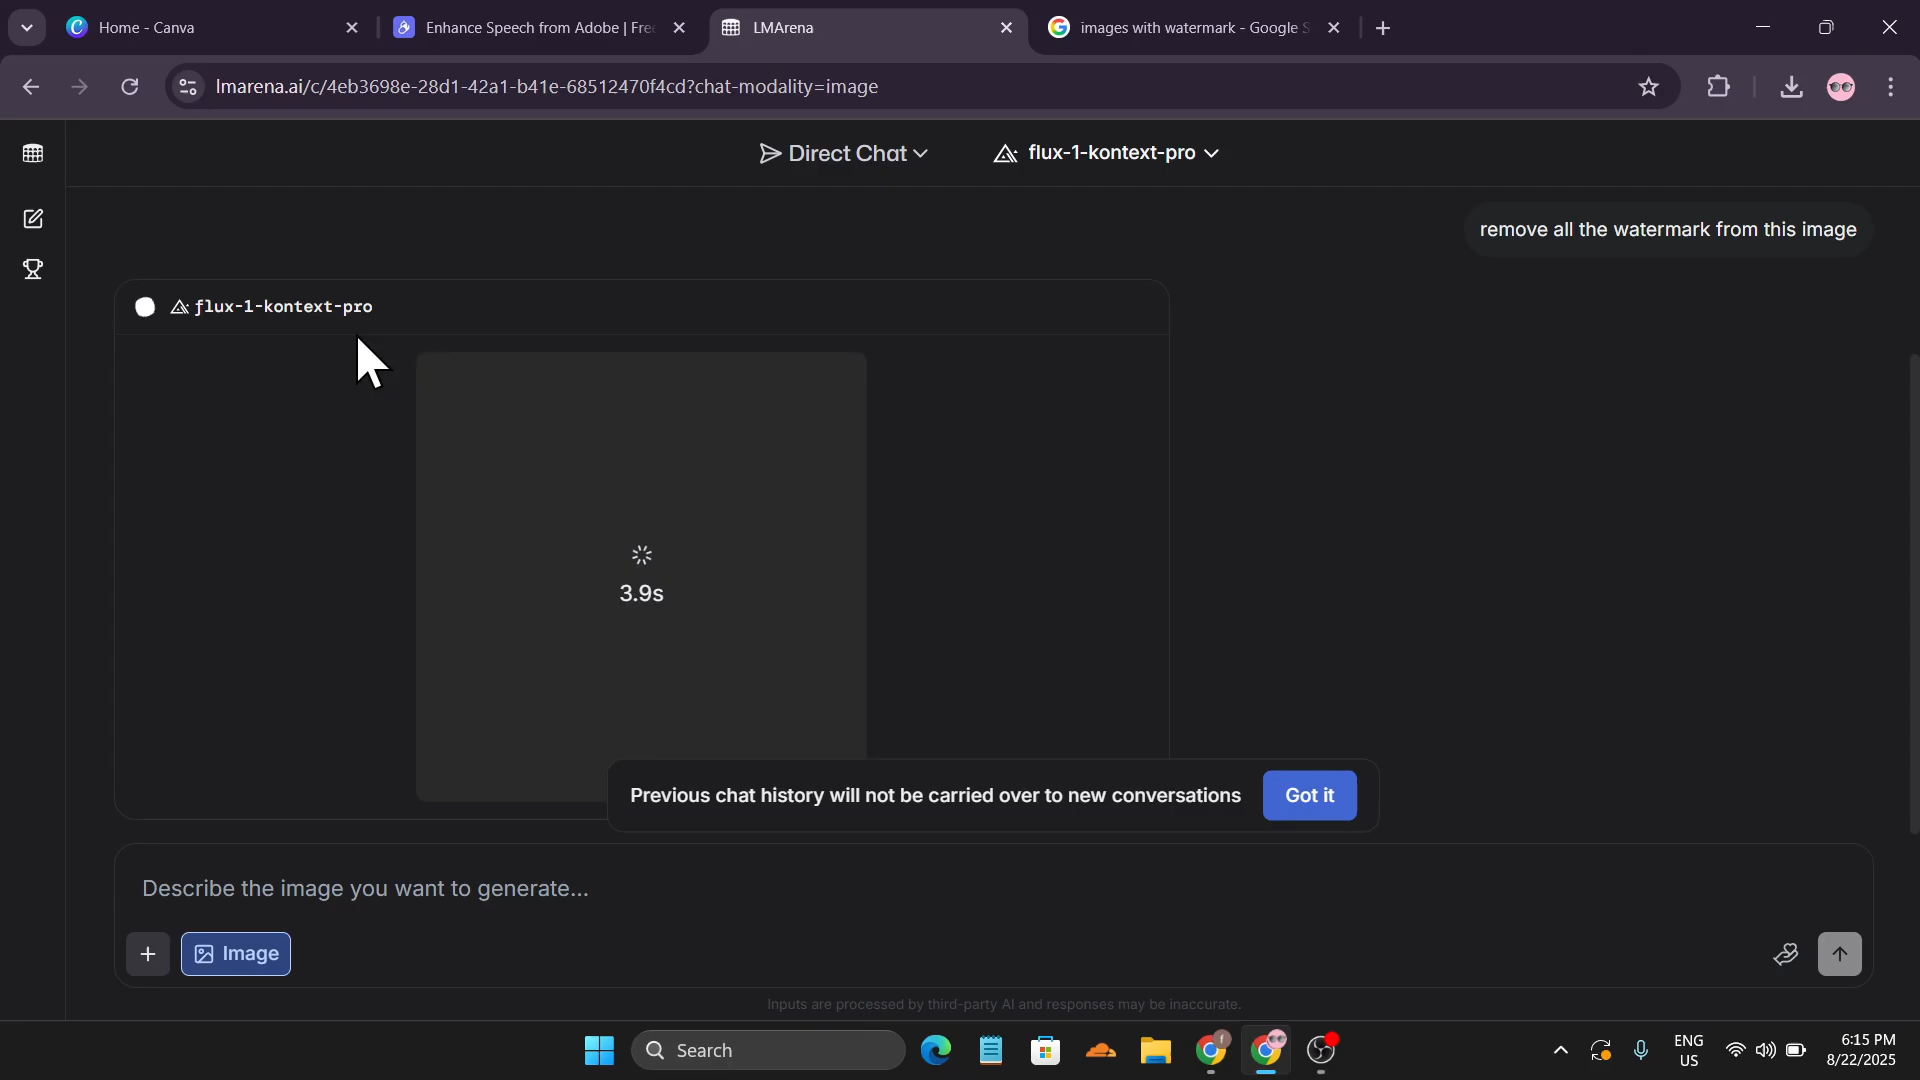 Home - Canva
Enhance Speech from Adobe | Free
LMArena
images with watermark - Google S
lmarena.ai/c/4eb3698e-28d1-42a1-b41e-68512470f4cd?chat-modality=image
Direct Chat
flux-1-kontext-pro
remove all the watermark from this image
flux-1-kontext-pro
3.9s
Previous chat history will not be carried over to new conversations
Got it
Describe the image you want to generate...
Image
Inputs are processed by third-party AI and responses may be inaccurate.
Search
ENG
US
6:15 PM
8/22/2025